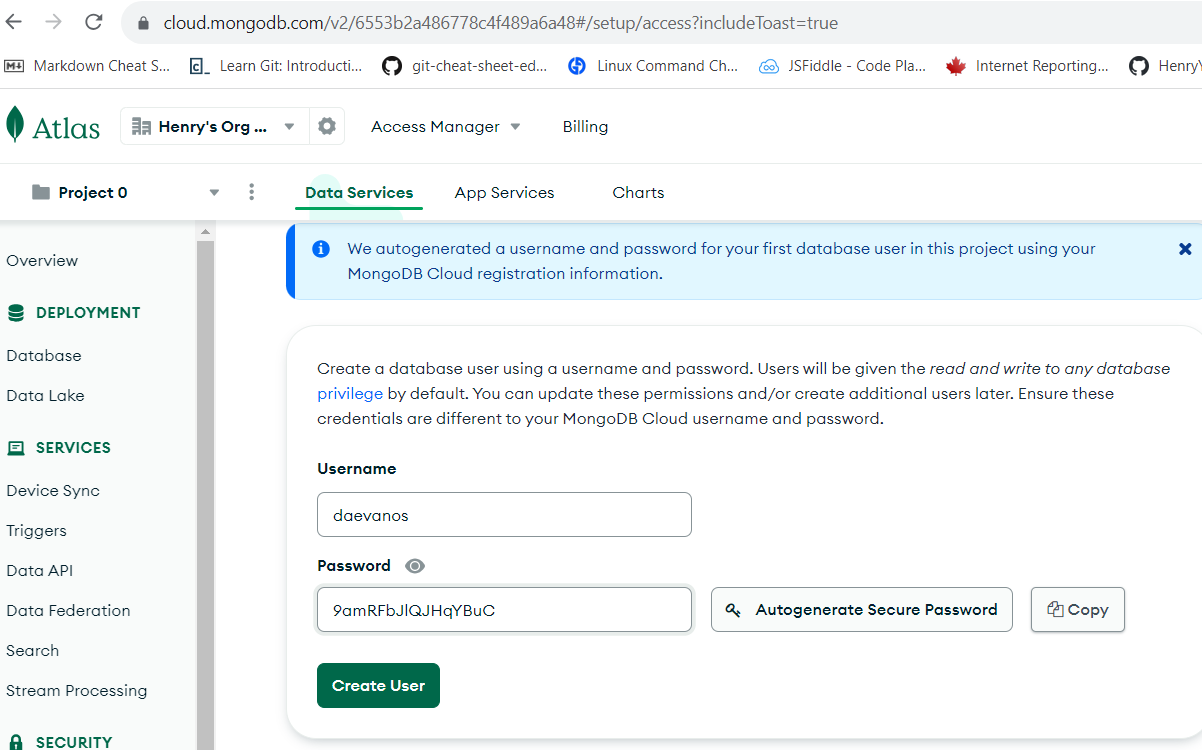 cloud.mongodb.com/v2/6553b2a486778c4f489a6a48#/setup/access?includeToast=true
Markdown Cheat S... Learn Git: Introducti... git-cheat-sheet-ed... Linux Command Ch... JSFiddle - Code Pla... Internet Reporting... HenryY
Atlas Henry's Org ... Access Manager Billing
Project 0 Data Services App Services Charts
Overview
DEPLOYMENT
Database
Data Lake
SERVICES
Device Sync
Triggers
Data API
Data Federation
Search
Stream Processing
SECURITY
We autogenerated a username and password for your first database user in this project using your
MongoDB Cloud registration information.
Create a database user using a username and password. Users will be given the read and write to any database
privilege by default. You can update these permissions and/or create additional users later. Ensure these
credentials are different to your MongoDB Cloud username and password.
Username
daevanos
Password
9amRFbJlQJHqYBuC
Autogenerate Secure Password
Copy
Create User